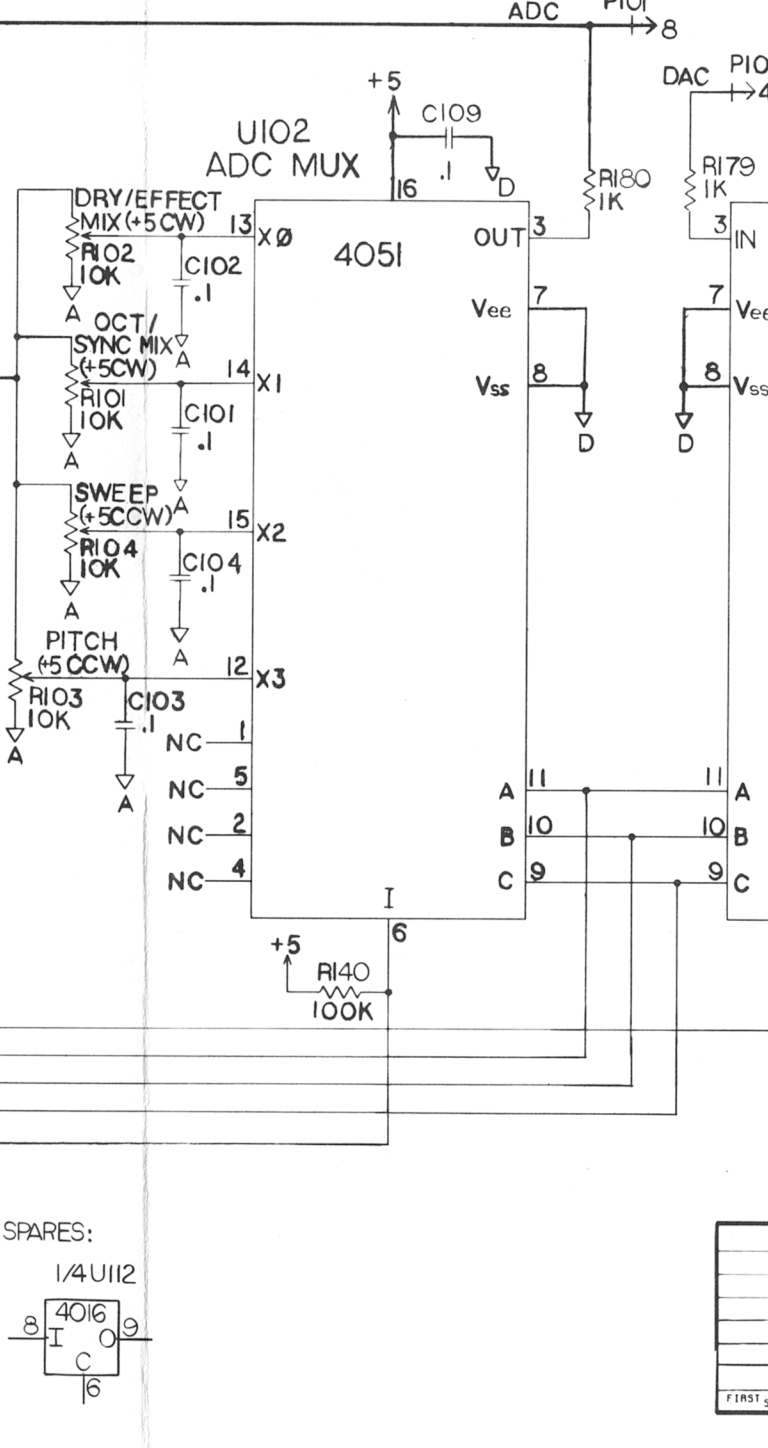 ADC
P101
8
DAC
P10
4
+5
C109
.1
D
U102
ADC MUX
16
R180
1K
R179
1K
DRY/EFFECT
MIX (+5CW)
R102
10K
A
13
XØ
C102
.1
A
4051
OUT
3
3
IN
Vee
7
7
Vee
Vss
8
8
Vss
D
D
OCT/
SYNC MIX
(+5CW)
R101
10K
A
14
X1
C101
.1
A
SWEEP
(+5CCW)
R104
10K
A
15
X2
C104
.1
A
PITCH
(+5CCW)
R103
10K
A
12
X3
C103
.1
A
NC
1
NC
5
NC
2
NC
4
A
11
11
A
B
10
10
B
C
9
9
C
I
6
+5
R140
100K
SPARES:
1/4 U112
4016
8
I
O
9
C
6
FIRST